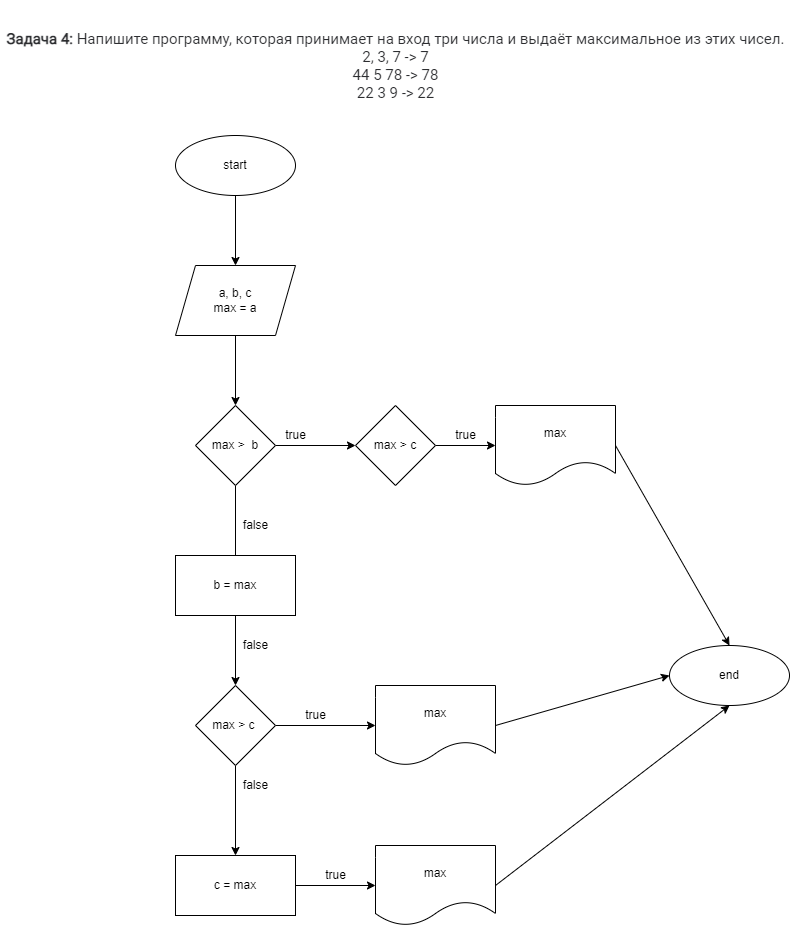 Задача 4: Напишите программу, которая принимает на вход три числа и выдаёт максимальное из этих чисел.
2, 3, 7 -> 7
44 5 78 -> 78
22 3 9 -> 22
start
a, b, c
max = a
max > b
true
max > c
true
max
false
b = max
false
end
max > c
true
max
false
c = max
true
max